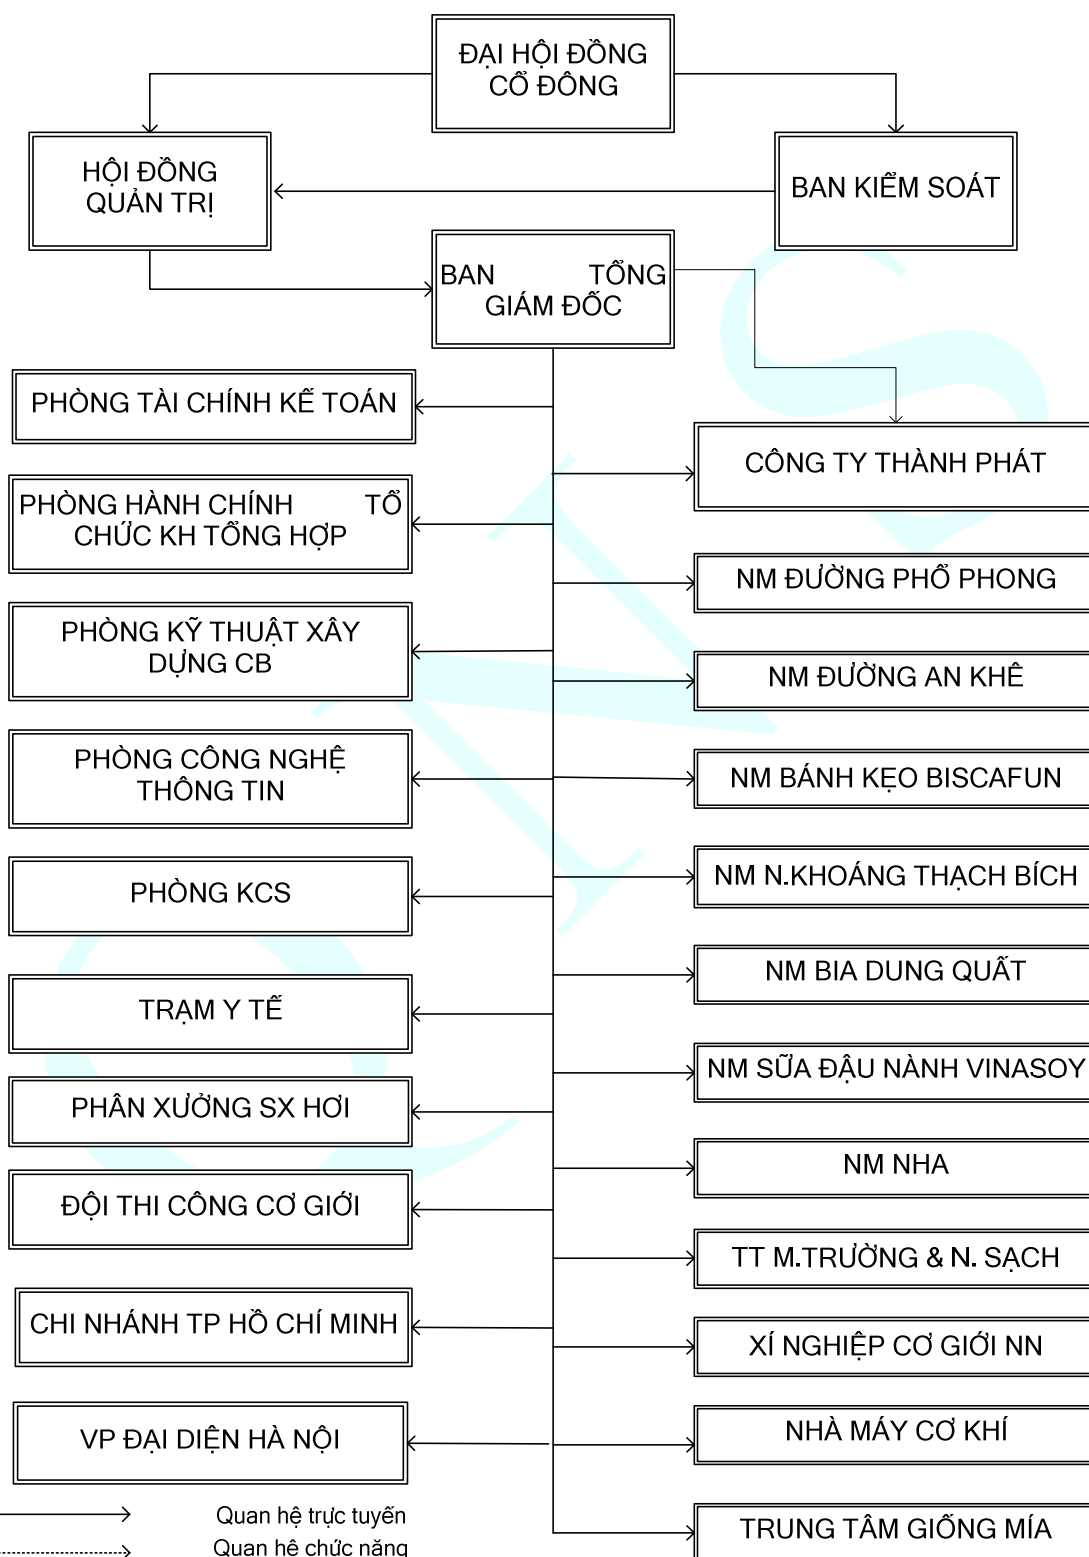 ĐẠI HỘI ĐỒNG
CỔ ĐÔNG
HỘI ĐỒNG
QUẢN TRỊ
BAN KIỂM SOÁT
BAN TỔNG
GIÁM ĐỐC
PHÒNG TÀI CHÍNH KẾ TOÁN
PHÒNG HÀNH CHÍNH TỔ
CHỨC KH TỔNG HỢP
PHÒNG KỸ THUẬT XÂY
DỰNG CB
PHÒNG CÔNG NGHỆ
THÔNG TIN
PHÒNG KCS
TRẠM Y TẾ
PHÂN XƯỞNG SX HƠI
ĐỘI THI CÔNG CƠ GIỚI
CHI NHÁNH TP HỒ CHÍ MINH
VP ĐẠI DIỆN HÀ NỘI
CÔNG TY THÀNH PHÁT
NM ĐƯỜNG PHỔ PHONG
NM ĐƯỜNG AN KHÊ
NM BÁNH KẸO BISCAFUN
NM N.KHOÁNG THẠCH BÍCH
NM BIA DUNG QUẤT
NM SỮA ĐẬU NÀNH VINASOY
NM NHA
TT M.TRƯỜNG & N. SẠCH
XÍ NGHIỆP CƠ GIỚI NN
NHÀ MÁY CƠ KHÍ
TRUNG TÂM GIỐNG MÍA
Quan hệ trực tuyến
Quan hệ chức năng
QNS